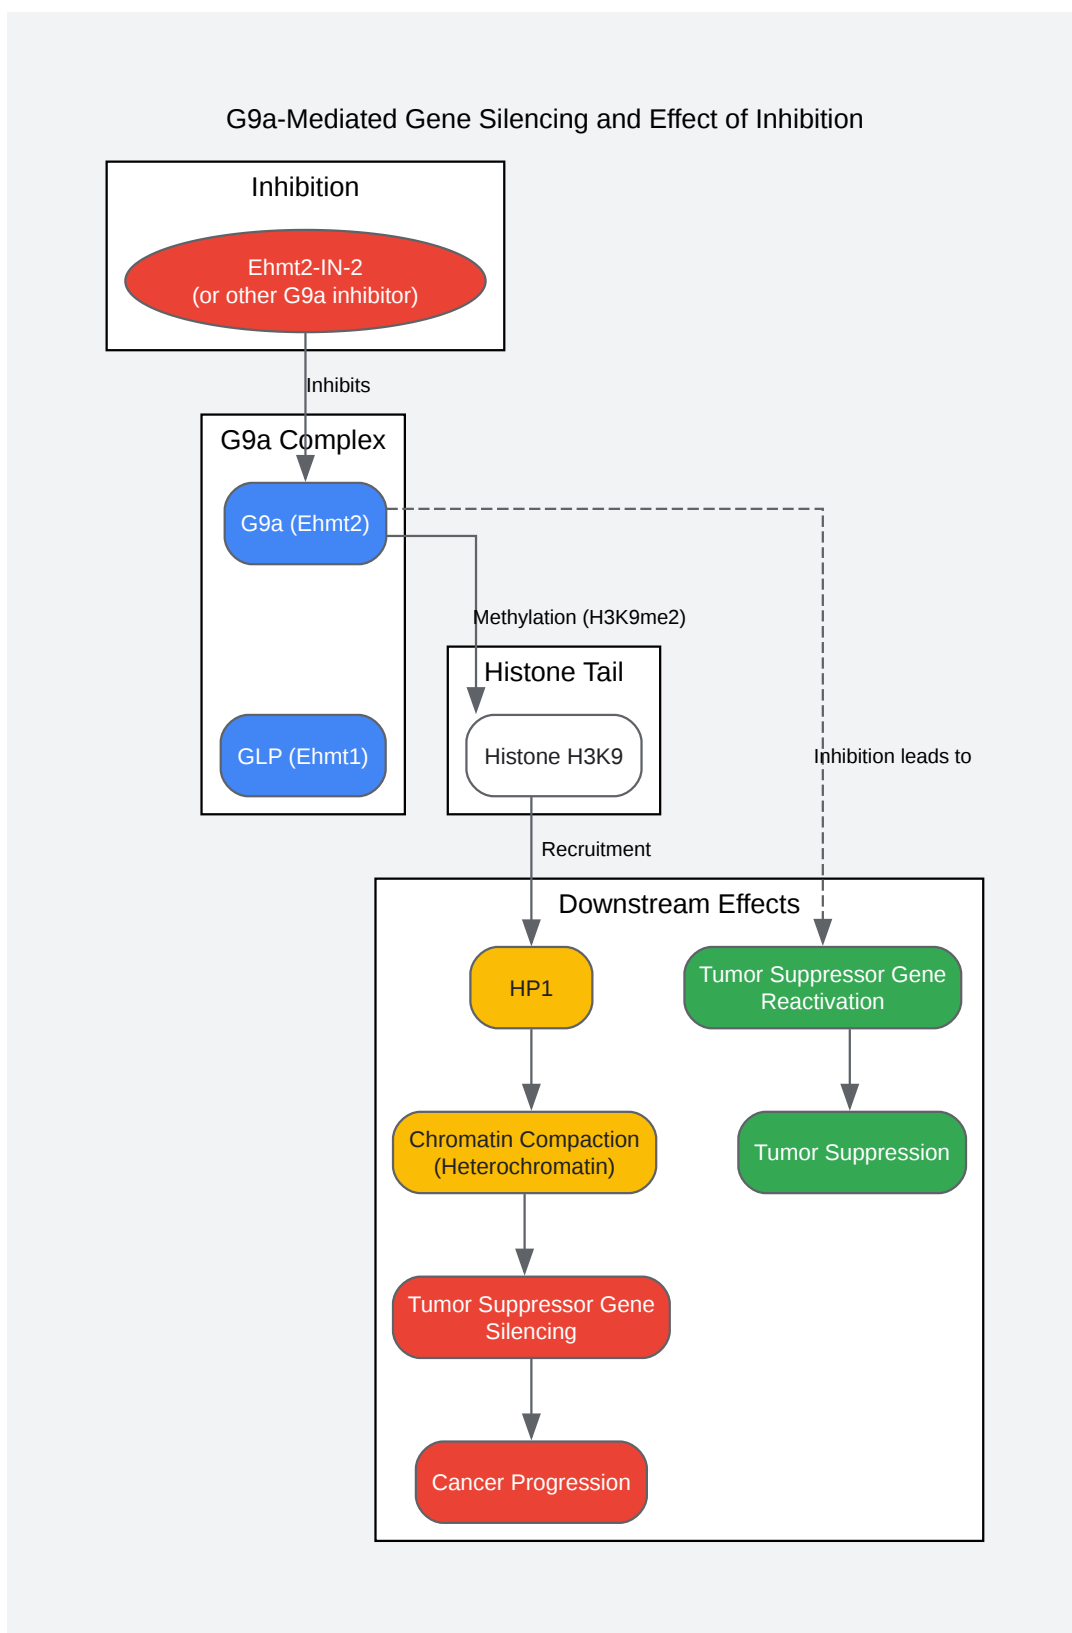 G9a-Mediated Gene Silencing and Effect of Inhibition
Inhibition
Ehmt2-IN-2
(or other G9a inhibitor)
Inhibits
G9a Complex
G9a (Ehmt2)
Methylation (H3K9me2)
Histone Tail
GLP (Ehmt1)
Histone H3K9
Inhibition leads to
Recruitment
Downstream Effects
HP1
Tumor Suppressor Gene
Reactivation
Chromatin Compaction
(Heterochromatin)
Tumor Suppression
Tumor Suppressor Gene
Silencing
Cancer Progression